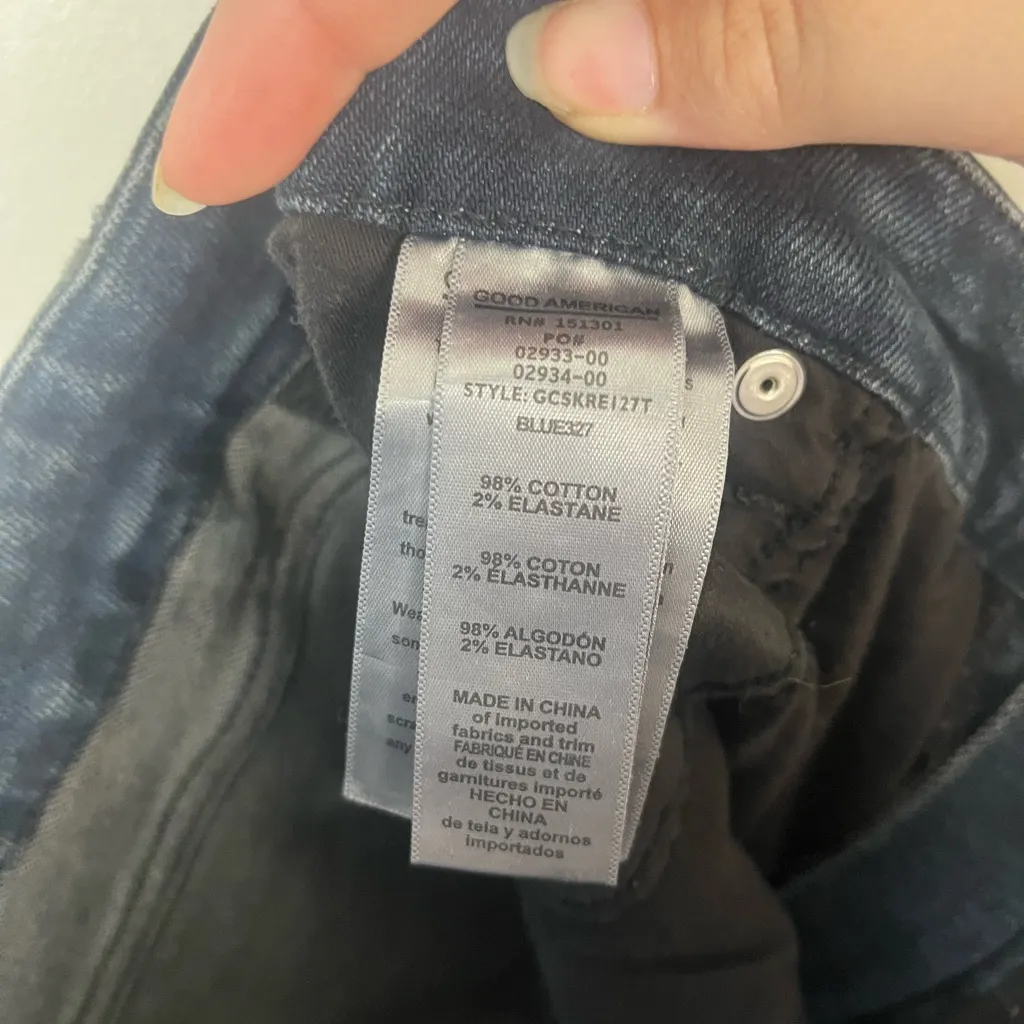 GOOD AMERICAN
RN# 151301
PO#
02933-00
02934-00
STYLE: GCSKRE127T
BLUE327
98% COTTON
2% ELASTANE
98% COTON
2% ÉLASTHANNE
98% ALGODÓN
2% ELASTANO
MADE IN CHINA
of imported
fabrics and trim
FABRIQUÉ EN CHINE
de tissus et de
garnitures importé
HECHO EN
CHINA
de tela y adornos
importados
any